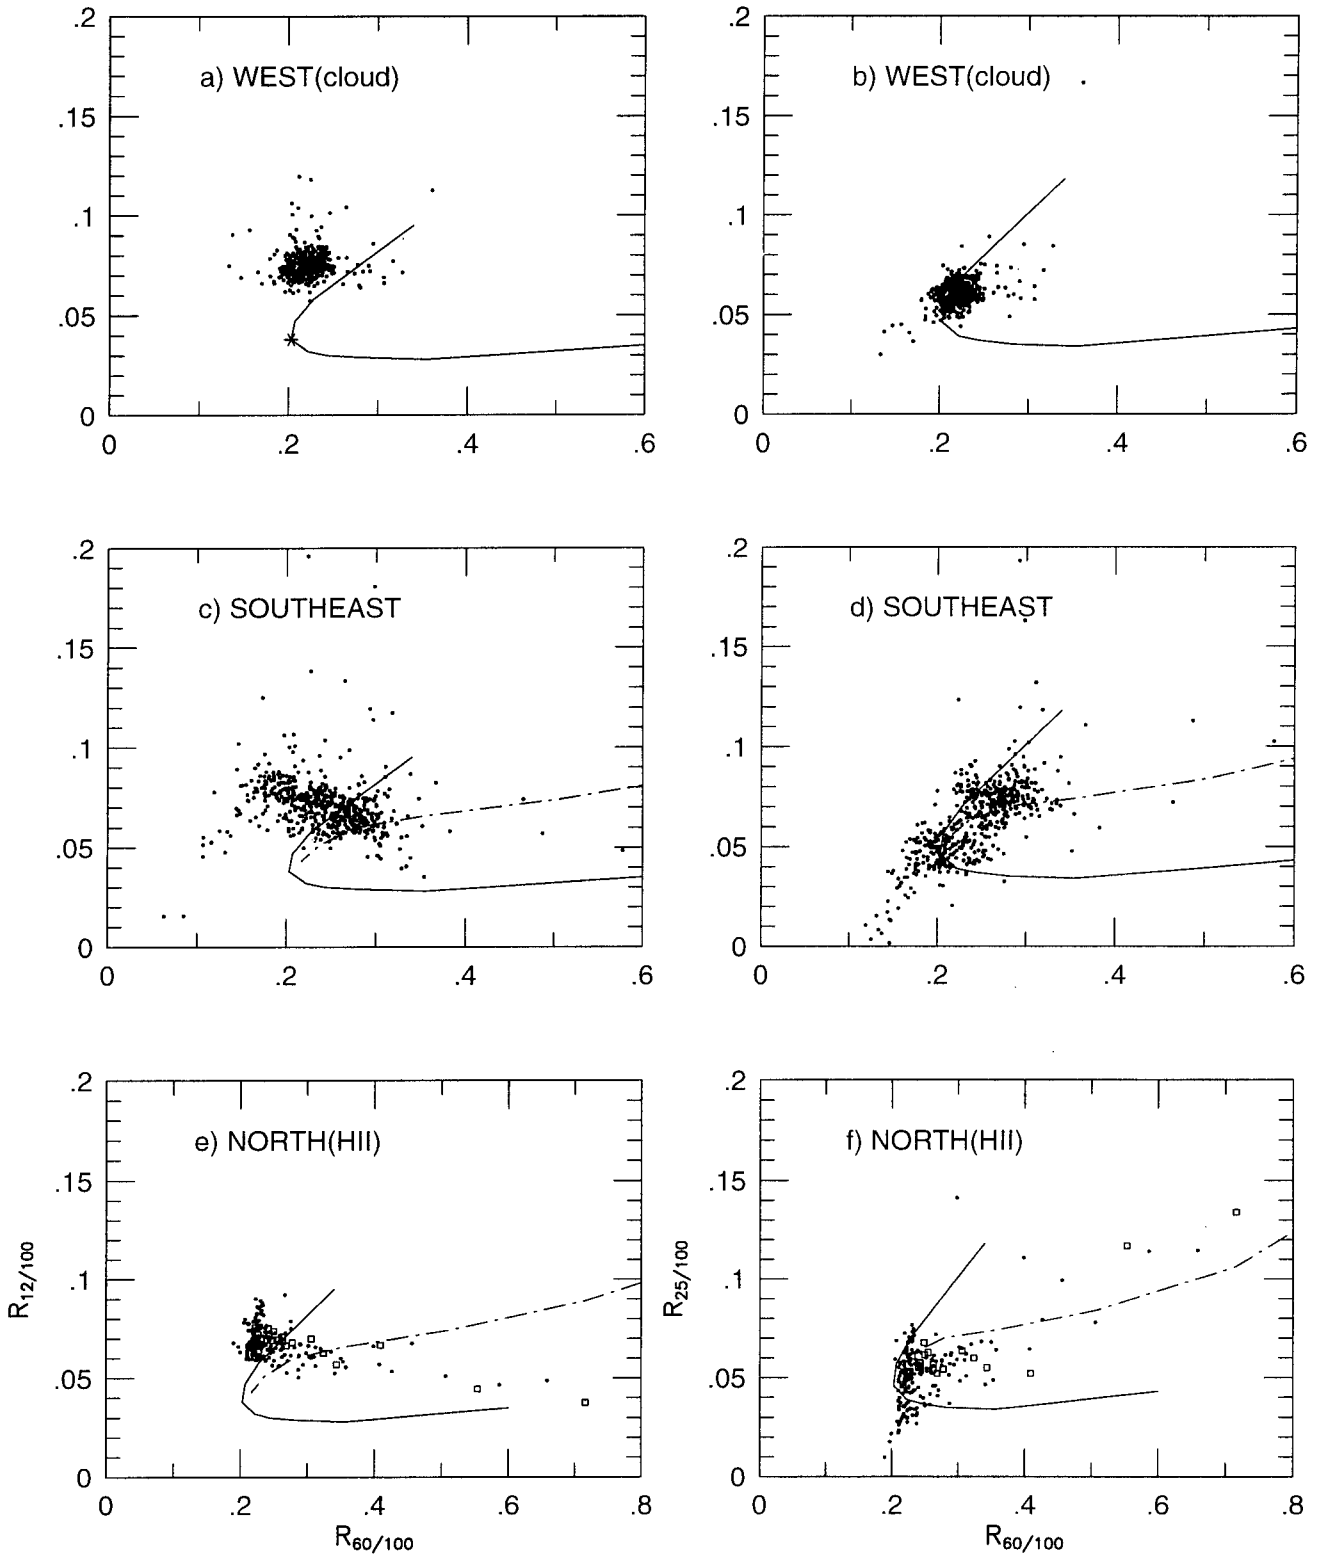 .2
.15
.1
.05
0
a) WEST(cloud)
0 .2 .4 .6
.2
.15
.1
.05
0
b) WEST(cloud)
0 .2 .4 .6
.2
.15
.1
.05
0
c) SOUTHEAST
0 .2 .4 .6
.2
.15
.1
.05
0
d) SOUTHEAST
0 .2 .4 .6
R12/100
.2
.15
.1
.05
0
e) NORTH(HII)
0 .2 .4 .6 .8
R60/100
R25/100
.2
.15
.1
.05
0
f) NORTH(HII)
0 .2 .4 .6 .8
R60/100